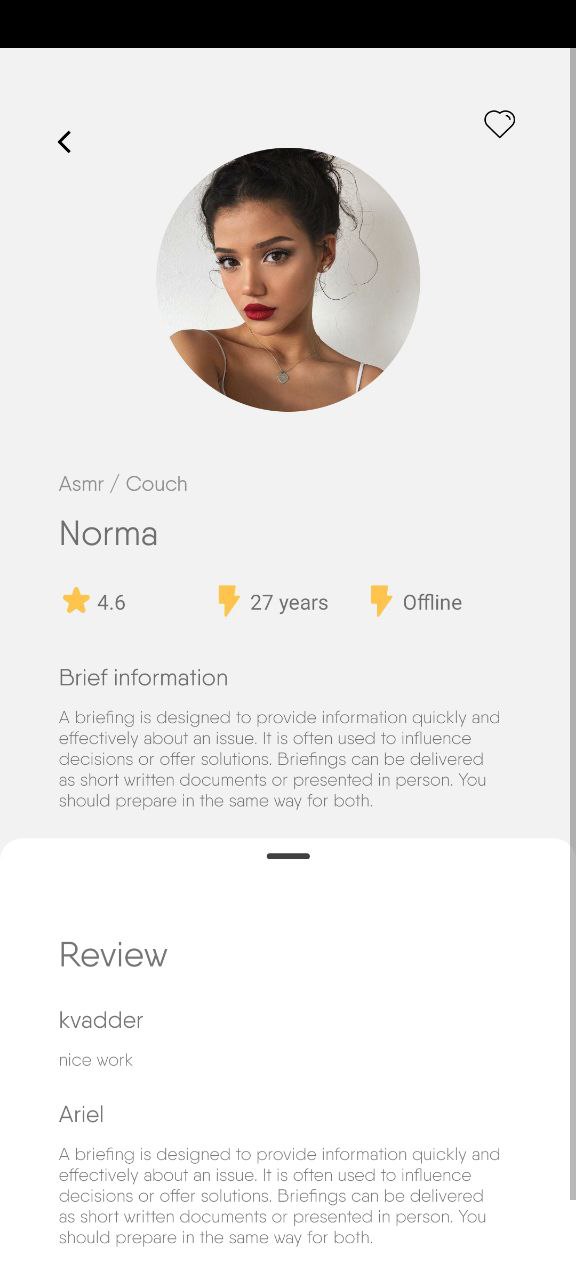 Asmr / Couch
Norma
4.6 27 years Offline
Brief information
A briefing is designed to provide information quickly and
effectively about an issue. It is often used to influence
decisions or offer solutions. Briefings can be delivered
as short written documents or presented in person. You
should prepare in the same way for both.
Review
kvadder
nice work
Ariel
A briefing is designed to provide information quickly and
effectively about an issue. It is often used to influence
decisions or offer solutions. Briefings can be delivered
as short written documents or presented in person. You
should prepare in the same way for both.